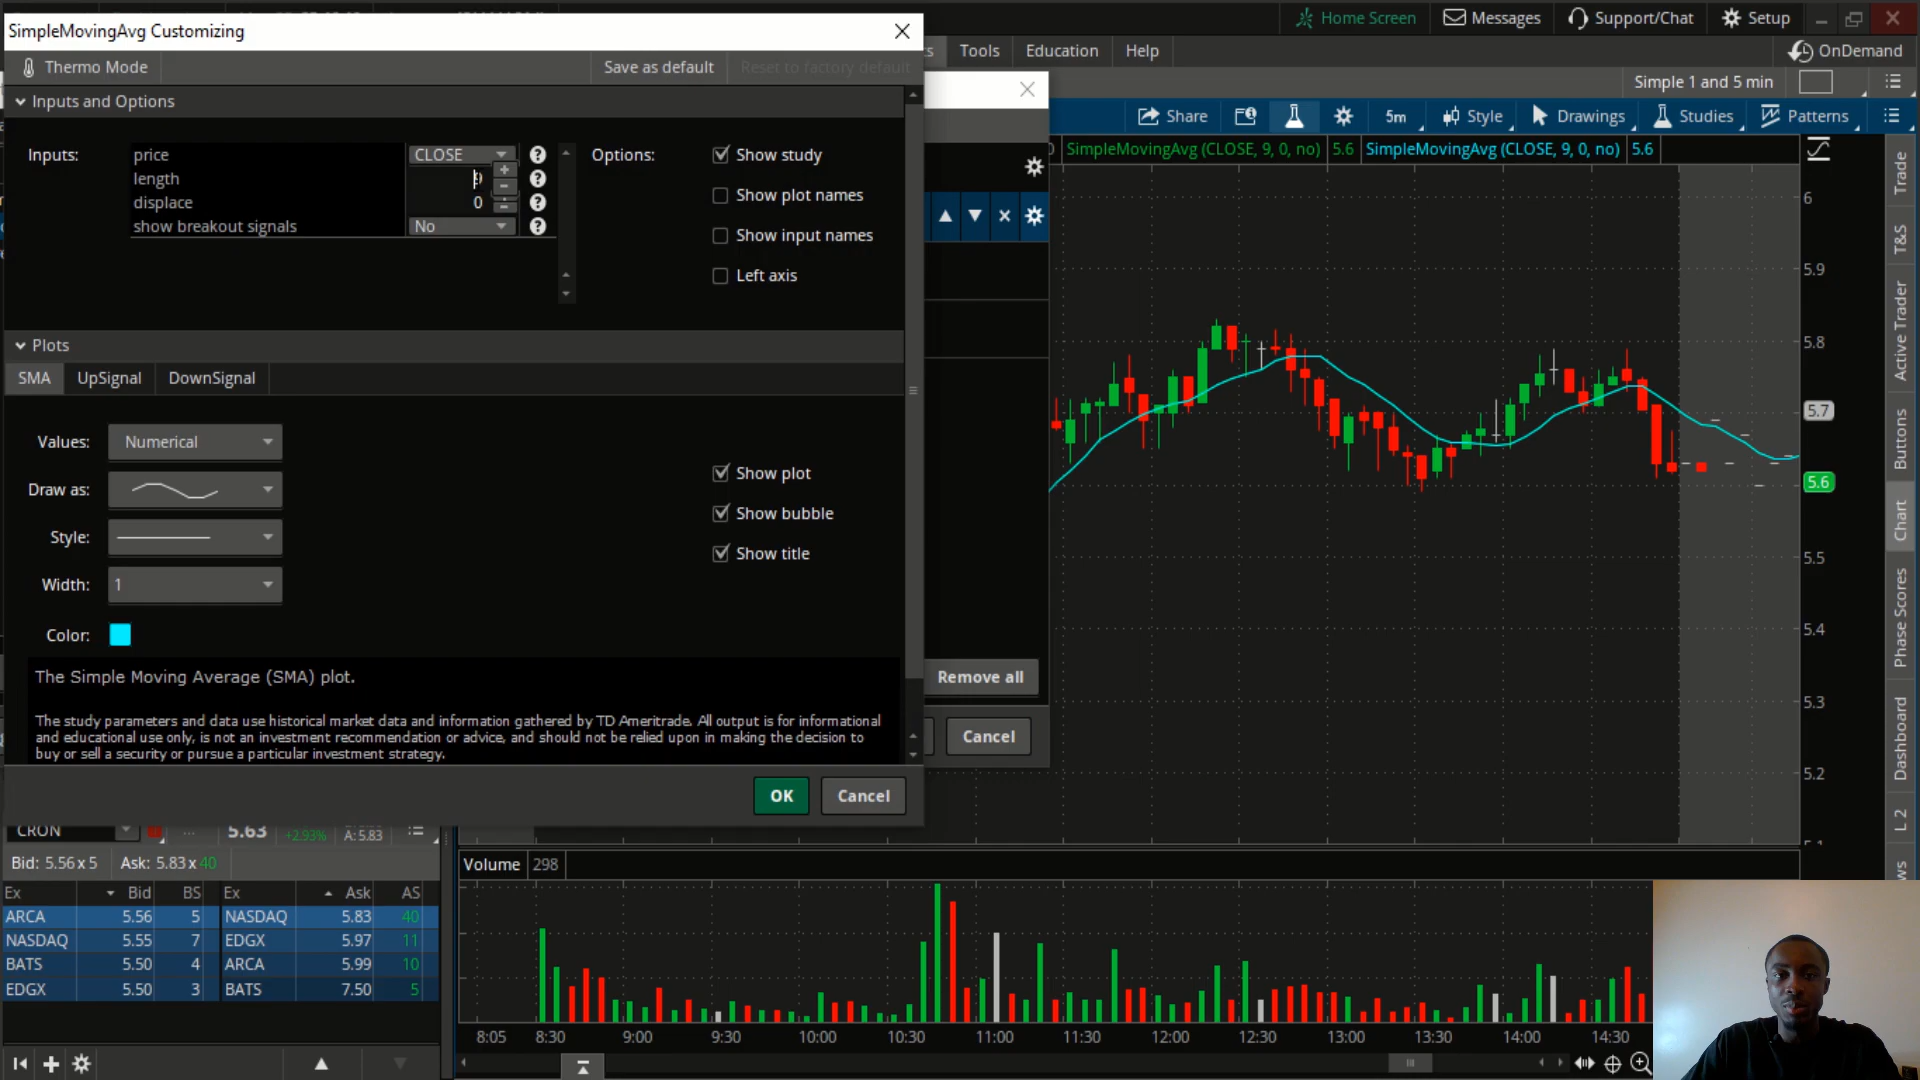 SimpleMovingAvg Customizing
Home Screen
Messages
Support/Chat
Setup
Thermo Mode
Save as default
Reset to factory default
Tools
Education
Help
OnDemand
Simple 1 and 5 min
Inputs and Options
Share
5m
Style
Drawings
Studies
Patterns
Inputs:
price
CLOSE
length
9
displace
0
show breakout signals
No
Options:
Show study
Show plot names
Show input names
Left axis
SimpleMovingAvg (CLOSE, 9, 0, no)
5.6
SimpleMovingAvg (CLOSE, 9, 0, no)
5.6
Plots
SMA
UpSignal
DownSignal
Values:
Numerical
Draw as:
Style:
Width:
1
Color:
Show plot
Show bubble
Show title
The Simple Moving Average (SMA) plot.
The study parameters and data use historical market data and information gathered by TD Ameritrade. All output is for informational
and educational use only, is not an investment recommendation or advice, and should not be relied upon in making the decision to
buy or sell a security or pursue a particular investment strategy.
OK
Cancel
Remove all
Cancel
6
5.9
5.8
5.7
5.6
5.5
5.4
5.3
5.2
5.1
Trade
T&S
Active Trader
Buttons
Chart
Phase Scores
Dashboard
L 2
CRON
5.63
+2.93%
A: 5.83
Bid: 5.56 x 5
Ask: 5.83 x 40
Ex
Bid
BS
Ex
Ask
AS
ARCA
5.56
5
NASDAQ
5.83
40
NASDAQ
5.55
7
EDGX
5.97
11
BATS
5.50
4
ARCA
5.99
10
EDGX
5.50
3
BATS
7.50
5
Volume
298
8:05
8:30
9:00
9:30
10:00
10:30
11:00
11:30
12:00
12:30
13:00
13:30
14:00
14:30